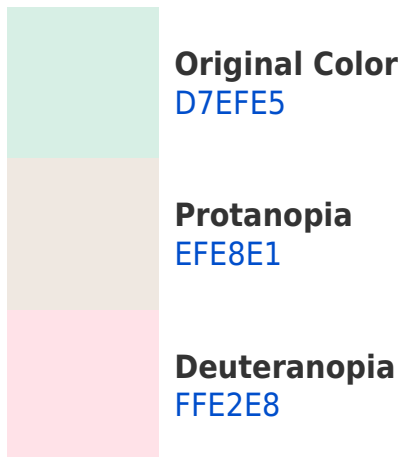 Original Color
D7EFE5
Protanopia
EFE8E1
Deuteranopia
FFE2E8